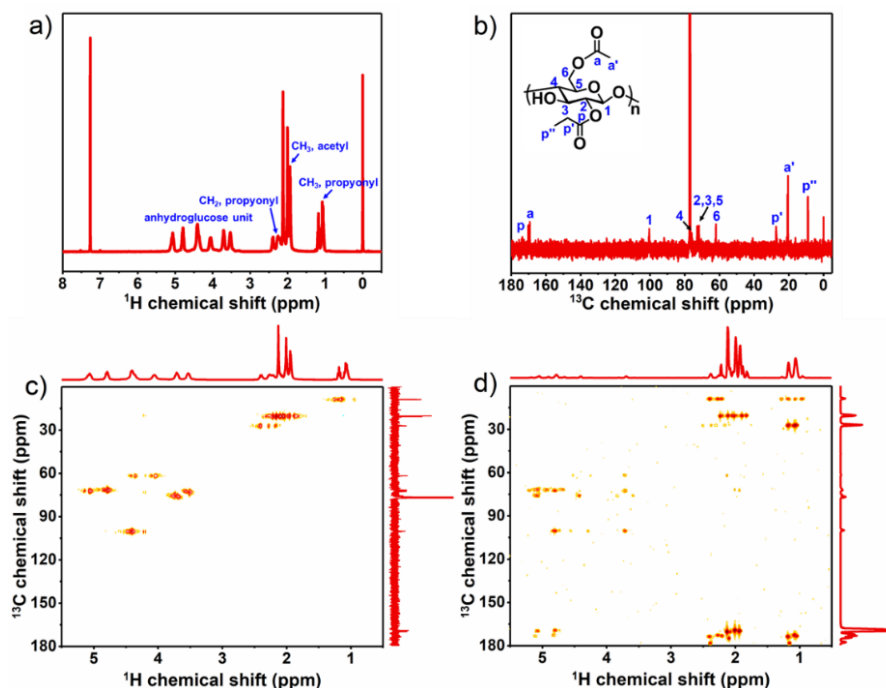 a)
CH₃, acetyl
CH₂, propyonyl
CH₃, propyonyl
anhydroglucose unit
8 7 6 5 4 3 2 1 0
¹H chemical shift (ppm)
b)
O
a
O
a'
6
4
5
O
O
HO
3
2
1
n
O
p
p''
p'
O
p
a
1
4
2,3,5
6
p'
a'
p''
180 160 140 120 100 80 60 40 20 0
¹³C chemical shift (ppm)
c)
30
60
90
120
150
180
¹³C chemical shift (ppm)
5 4 3 2 1
¹H chemical shift (ppm)
d)
30
60
90
120
150
180
¹³C chemical shift (ppm)
5 4 3 2 1
¹H chemical shift (ppm)